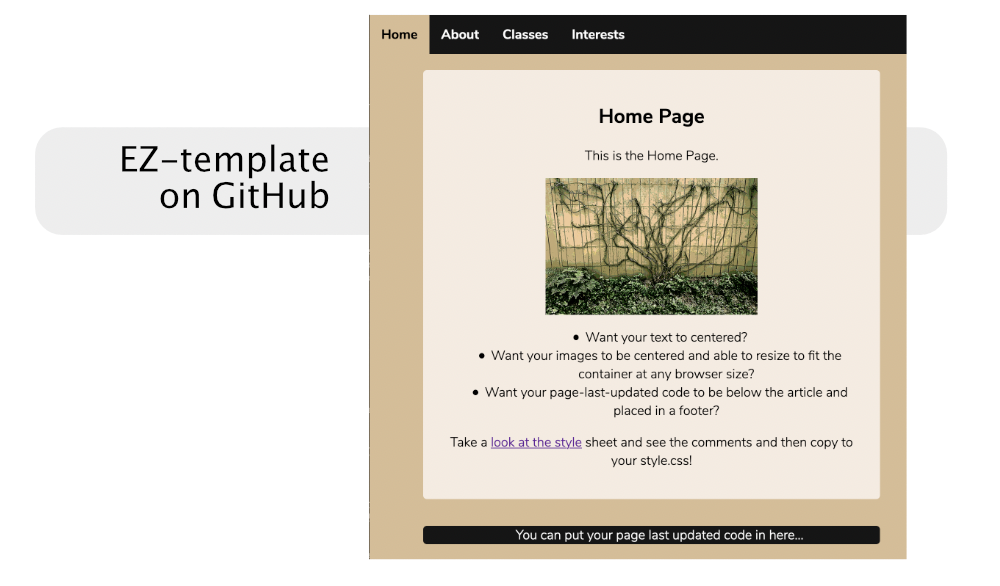 EZ-template
on GitHub
Home About Classes Interests
Home Page
This is the Home Page.
• Want your text to centered?
• Want your images to be centered and able to resize to fit the
container at any browser size?
• Want your page-last-updated code to be below the article and
placed in a footer?
Take a look at the style sheet and see the comments and then copy to
your style.css!
You can put your page last updated code in here...